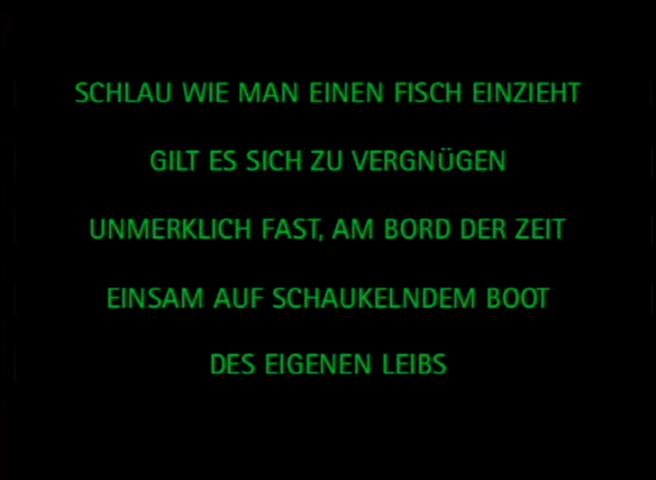 SCHLAU WIE MAN EINEN FISCH EINZIEHT
GILT ES SICH ZU VERGNÜGEN
UNMERKLICH FAST, AM BORD DER ZEIT
EINSAM AUF SCHAUKELNDEM BOOT
DES EIGENEN LEIBS